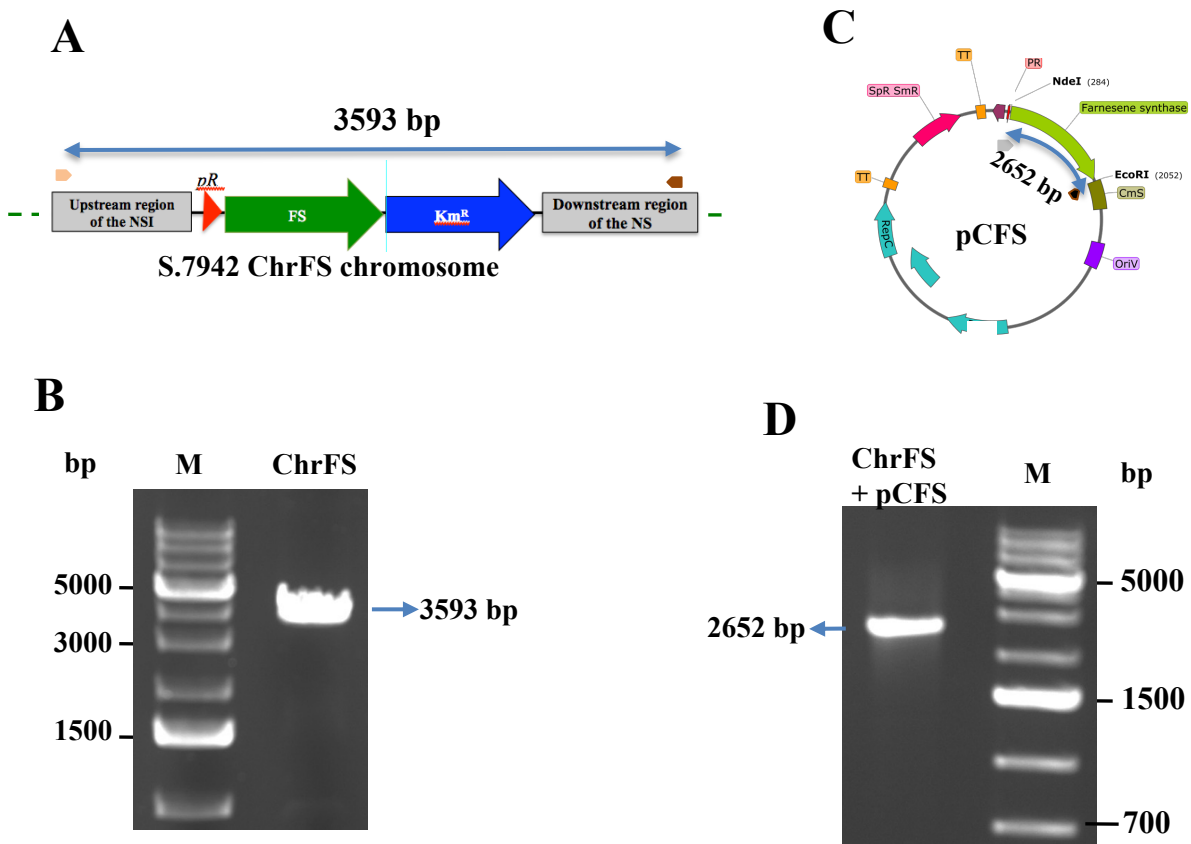 A
3593 bp
pR
Upstream region
of the NSI
FS
Km^R
Downstream region
of the NS
S.7942 ChrFS chromosome
C
TT
PR
NdeI (284)
SpR SmR
Farnesene synthase
2652 bp
EcoRI (2052)
CmS
TT
pCFS
RepC
OriV
B
bp
M
ChrFS
5000
3593 bp
3000
1500
D
ChrFS
+ pCFS
M
bp
5000
2652 bp
1500
700